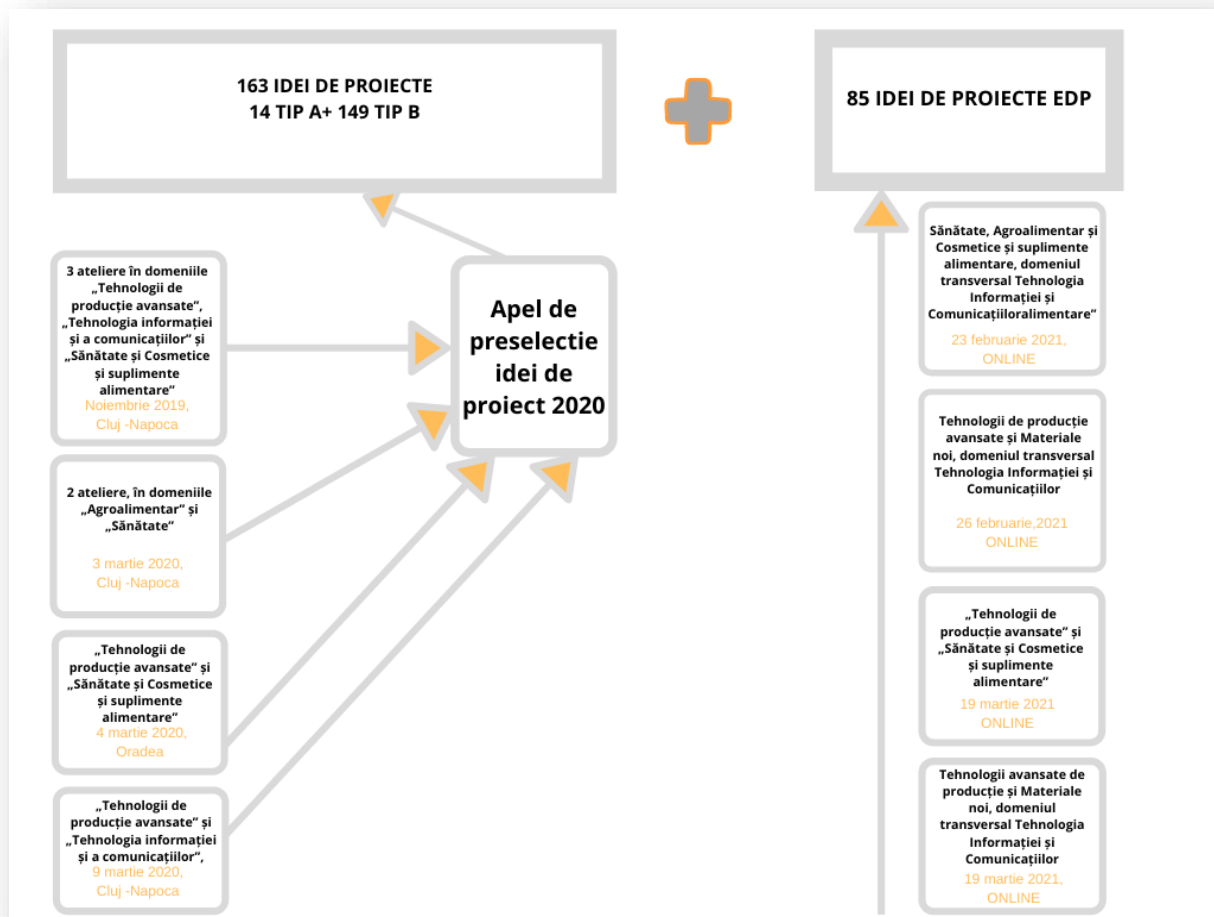 163 IDEI DE PROIECTE
14 TIP A+ 149 TIP B
85 IDEI DE PROIECTE EDP
3 ateliere în domeniile
„Tehnologii de
producție avansate“,
„Tehnologia informației
și a comunicațiilor” și
„Sănătate și Cosmetice
și suplimente
alimentare”
Noiembrie 2019,
Cluj -Napoca
2 ateliere, în domeniile
„Agroalimentar” și
„Sănătate”
3 martie 2020,
Cluj -Napoca
„Tehnologii de
producție avansate“ și
„Sănătate și Cosmetice
și suplimente
alimentare”
4 martie 2020,
Oradea
„Tehnologii de
producție avansate” și
„Tehnologia informației
și a comunicațiilor”,
9 martie 2020,
Cluj -Napoca
Apel de
preselectie
idei de
proiect 2020
Sănătate, Agroalimentar și
Cosmetice și suplimente
alimentare, domeniul
transversal Tehnologia
Informației și
Comunicațiiloralimentare”
23 februarie 2021,
ONLINE
Tehnologii de producție
avansate și Materiale
noi, domeniul transversal
Tehnologia Informației și
Comunicațiilor
26 februarie,2021
ONLINE
„Tehnologii de
producție avansate” și
„Sănătate și Cosmetice
și suplimente
alimentare”
19 martie 2021
ONLINE
Tehnologii avansate de
producție și Materiale
noi, domeniul
transversal Tehnologia
Informației și
Comunicațiilor
19 martie 2021,
ONLINE